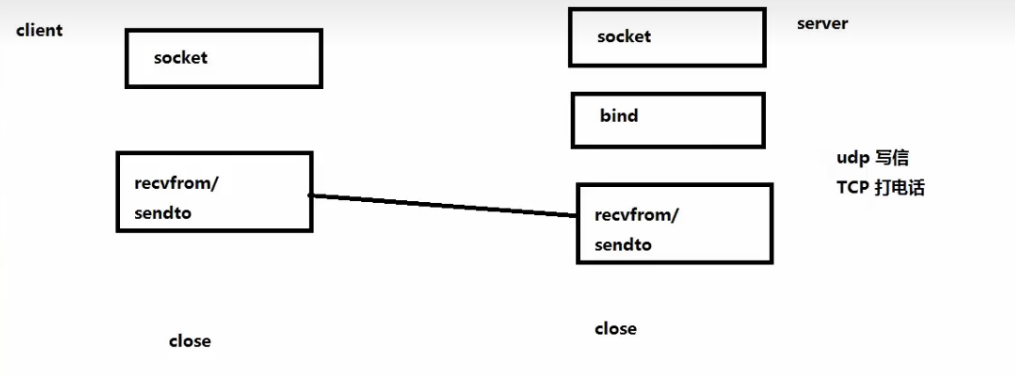 client
socket
recvfrom/
sendto
close
server
socket
bind
recvfrom/
sendto
close
udp 写信
TCP 打电话